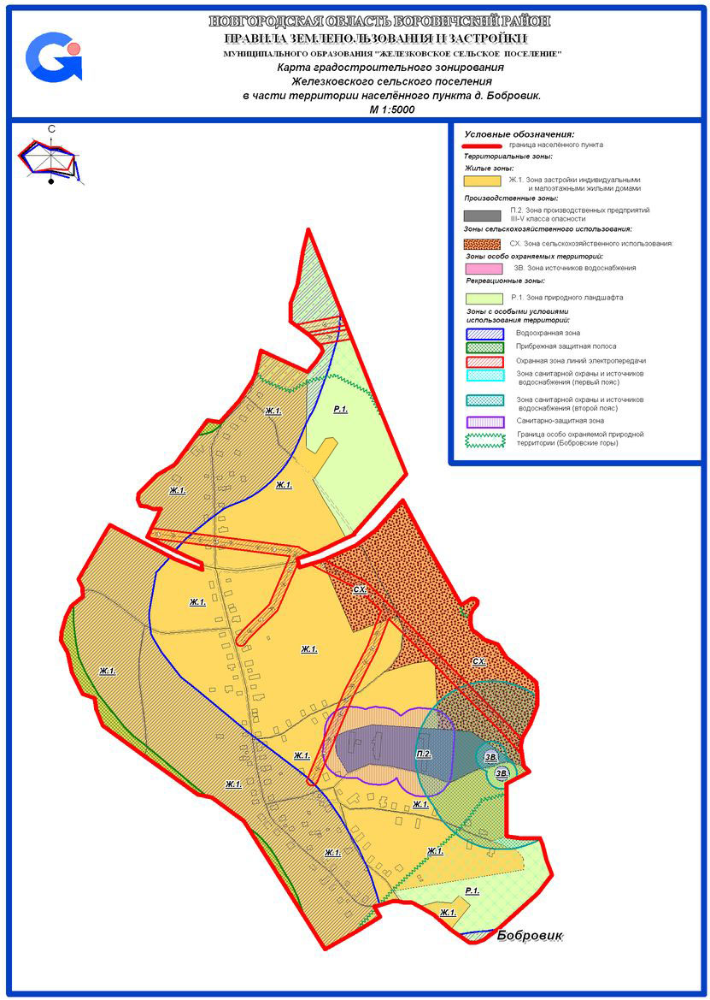 НОВГОРОДСКАЯ ОБЛАСТЬ БОРОВИЧСКИЙ РАЙОН
ПРАВИЛА ЗЕМЛЕПОЛЬЗОВАНИЯ И ЗАСТРОЙКИ
МУНИЦИПАЛЬНОГО ОБРАЗОВАНИЯ "ЖЕЛЕЗКОВСКОЕ СЕЛЬСКОЕ ПОСЕЛЕНИЕ"
Карта градостроительного зонирования
Железковского сельского поселения
в части территории населённого пункта д. Бобровик.
М 1:5000
С
Условные обозначения:
граница населённого пункта
Территориальные зоны:
Жилые зоны:
Ж.1. Зона застройки индивидуальными
и малоэтажными жилыми домами
Производственные зоны:
П.2. Зона производственных предприятий
III-V класса опасности
Зоны сельскохозяйственного использования:
СХ. Зона сельскохозяйственного использования.
Зоны особо охраняемых территорий:
ЗВ. Зона источников водоснабжения
Рекреационные зоны:
Р.1. Зона природного ландшафта
Зоны с особыми условиями
использования территорий:
Водоохранная зона
Прибрежная защитная полоса
Охранная зона линий электропередачи
Зона санитарной охраны и источников
водоснабжения (первый пояс)
Зона санитарной охраны и источников
водоснабжения (второй пояс)
Санитарно-защитная зона
Граница особо охраняемой природной
территории (Бобровские горы)
Ж.1.
Р.1.
Ж.1.
Ж.1.
СХ.
Ж.1.
Ж.1.
СХ.
Ж.1.
Ж.1.
П.2.
ЗВ.
ЗВ.
Ж.1.
Ж.1.
Ж.1.
Ж.1.
Р.1.
Ж.1.
Бобровик